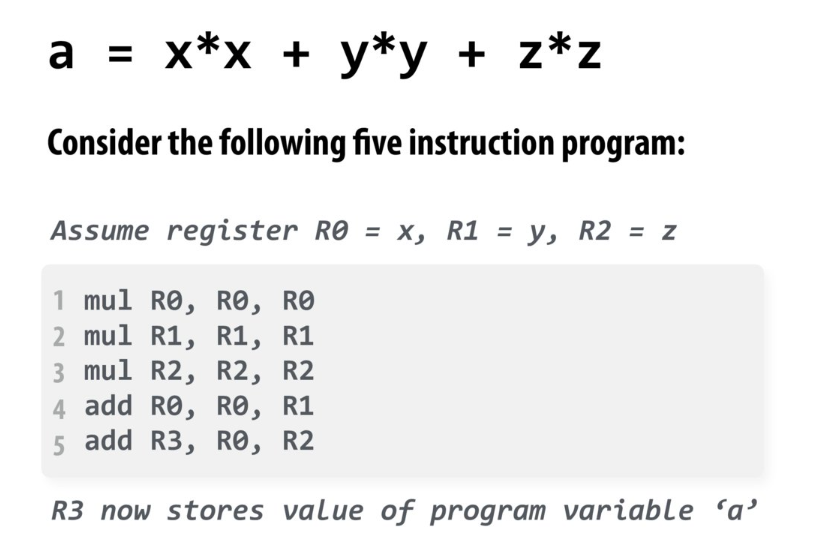 a = x*x + y*y + z*z
Consider the following five instruction program:
Assume register R0 = x, R1 = y, R2 = z
1 mul R0, R0, R0
2 mul R1, R1, R1
3 mul R2, R2, R2
4 add R0, R0, R1
5 add R3, R0, R2
R3 now stores value of program variable ‘a’